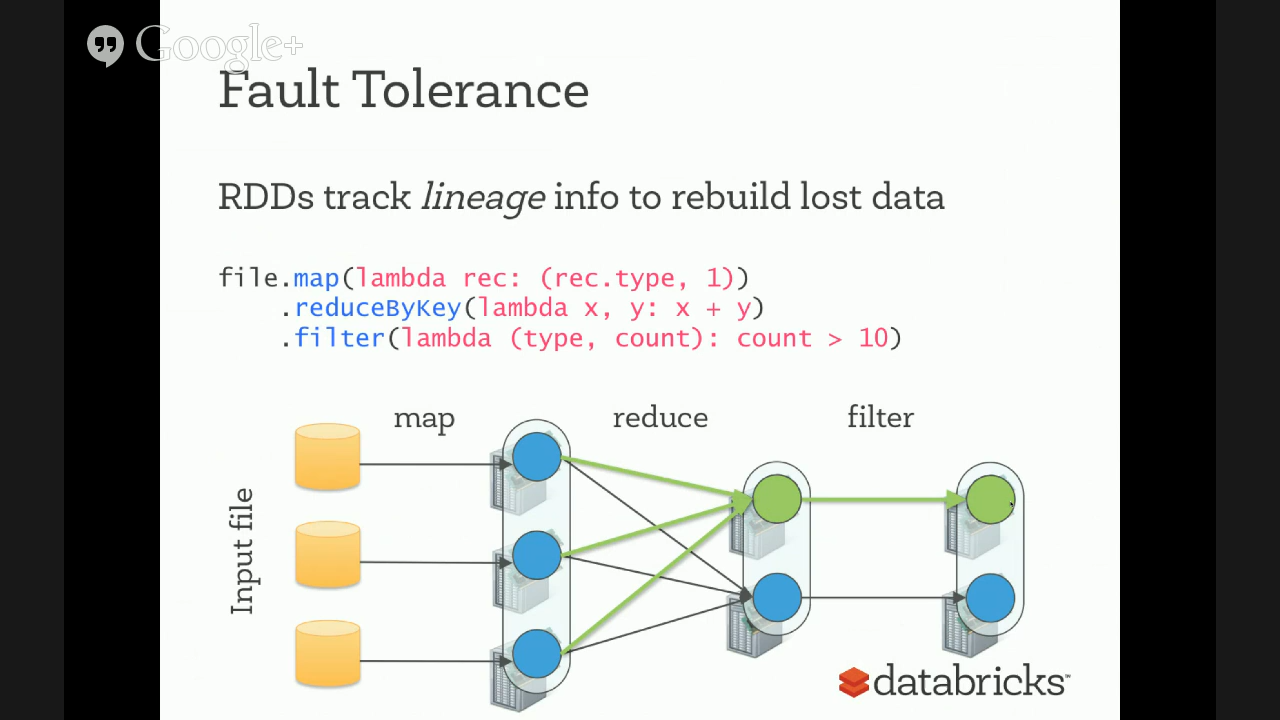 Google+
Fault Tolerance
RDDs track lineage info to rebuild lost data
file.map(lambda rec: (rec.type, 1))
.reduceByKey(lambda x, y: x + y)
.filter(lambda (type, count): count > 10)
map reduce filter
Input file
databricks™